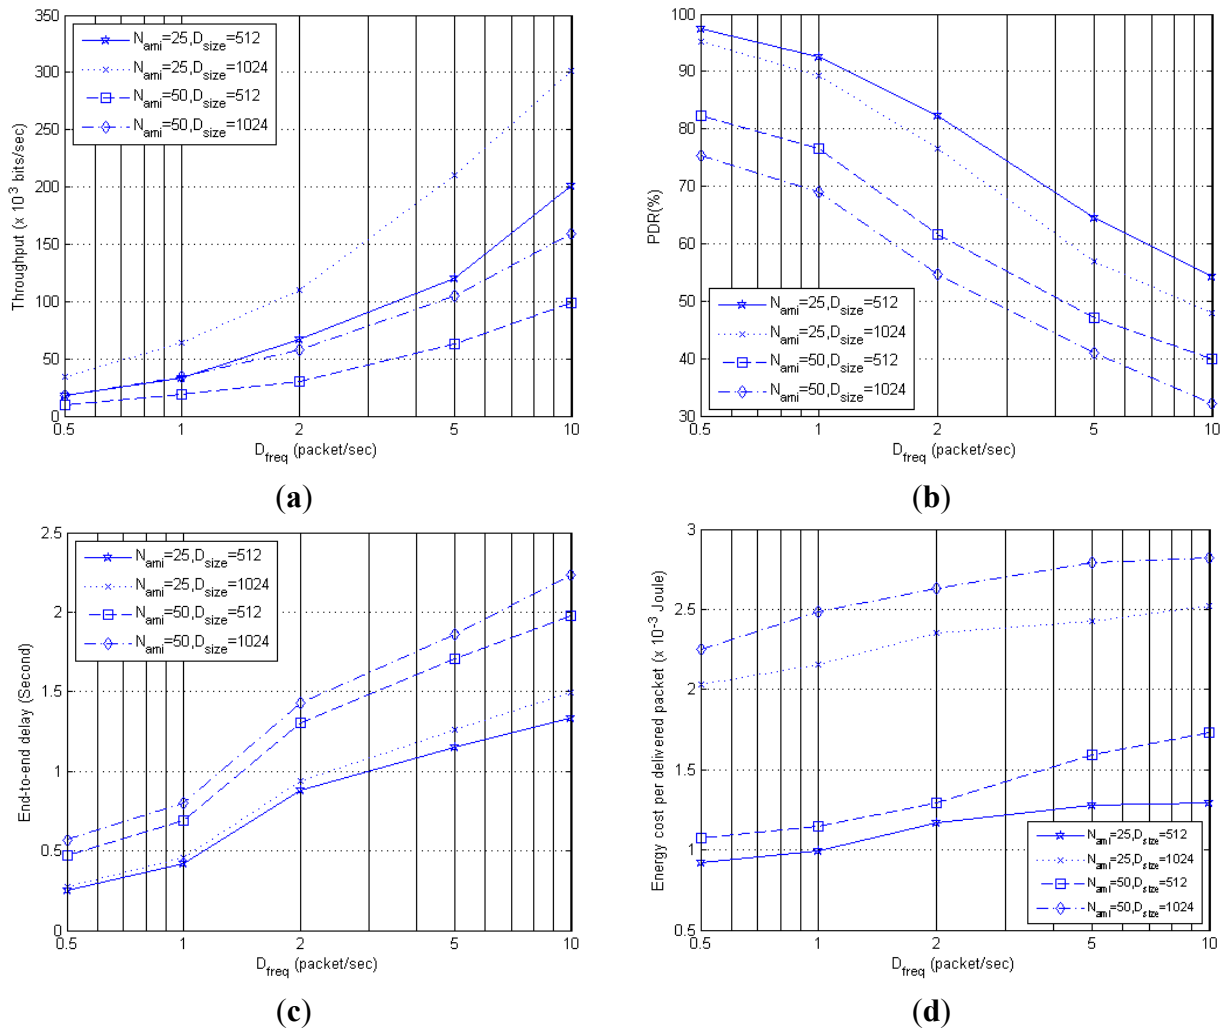 350
300
250
200
150
100
50
0
Throughput (x 10^3 bits/sec)
N_ami=25,D_size=512
N_ami=25,D_size=1024
N_ami=50,D_size=512
N_ami=50,D_size=1024
0.5 1 2 5 10
D_freq (packet/sec)
(a)
100
90
80
70
60
50
40
30
PDR(%)
N_ami=25,D_size=512
N_ami=25,D_size=1024
N_ami=50,D_size=512
N_ami=50,D_size=1024
0.5 1 2 5 10
D_freq (packet/sec)
(b)
2.5
2
1.5
1
0.5
0
End-to-end delay (Second)
N_ami=25,D_size=512
N_ami=25,D_size=1024
N_ami=50,D_size=512
N_ami=50,D_size=1024
0.5 1 2 5 10
D_freq (packet/sec)
(c)
3
2.5
2
1.5
1
0.5
Energy cost per delivered packet (x 10^-3 Joule)
N_ami=25,D_size=512
N_ami=25,D_size=1024
N_ami=50,D_size=512
N_ami=50,D_size=1024
0.5 1 2 5 10
D_freq (packet/sec)
(d)